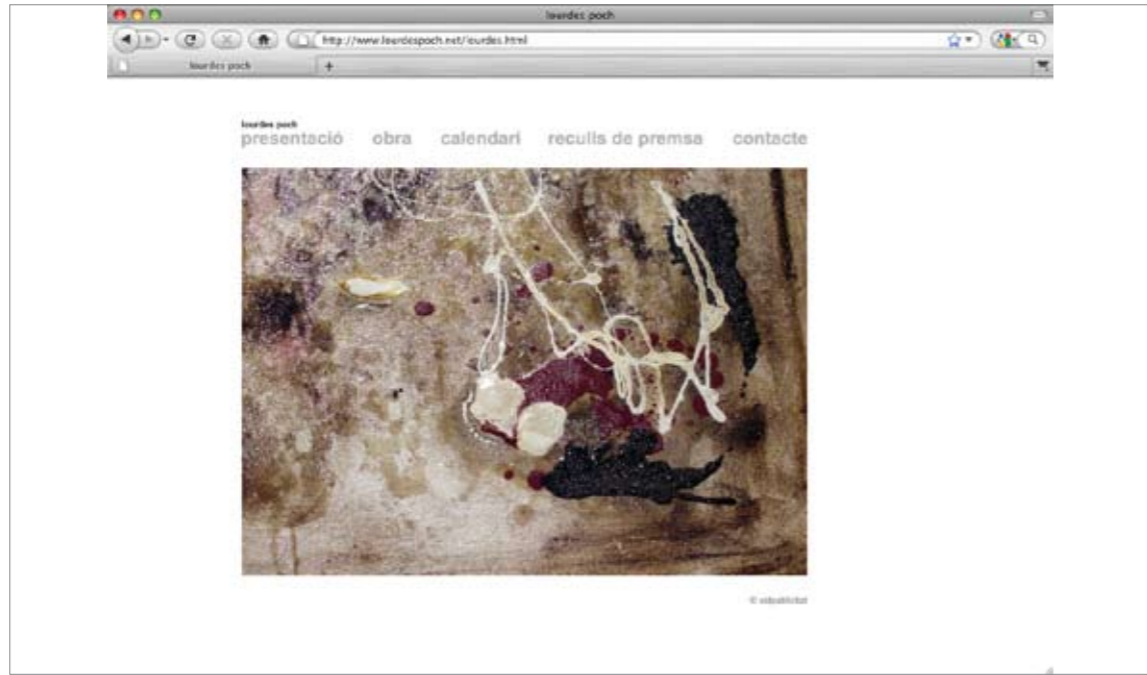 lourdes poch
http://www.lourdespoch.net/lourdes.html
lourdes poch
+
lourdes poch
presentació obra calendari reculls de premsa contacte
©